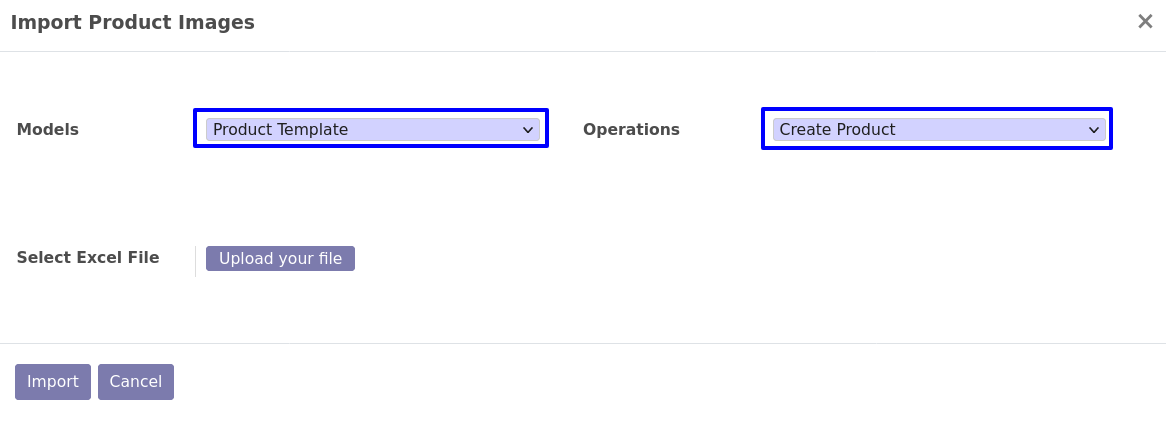 Import Product Images ×
Models Product Template Operations Create Product
Select Excel File Upload your file
Import Cancel